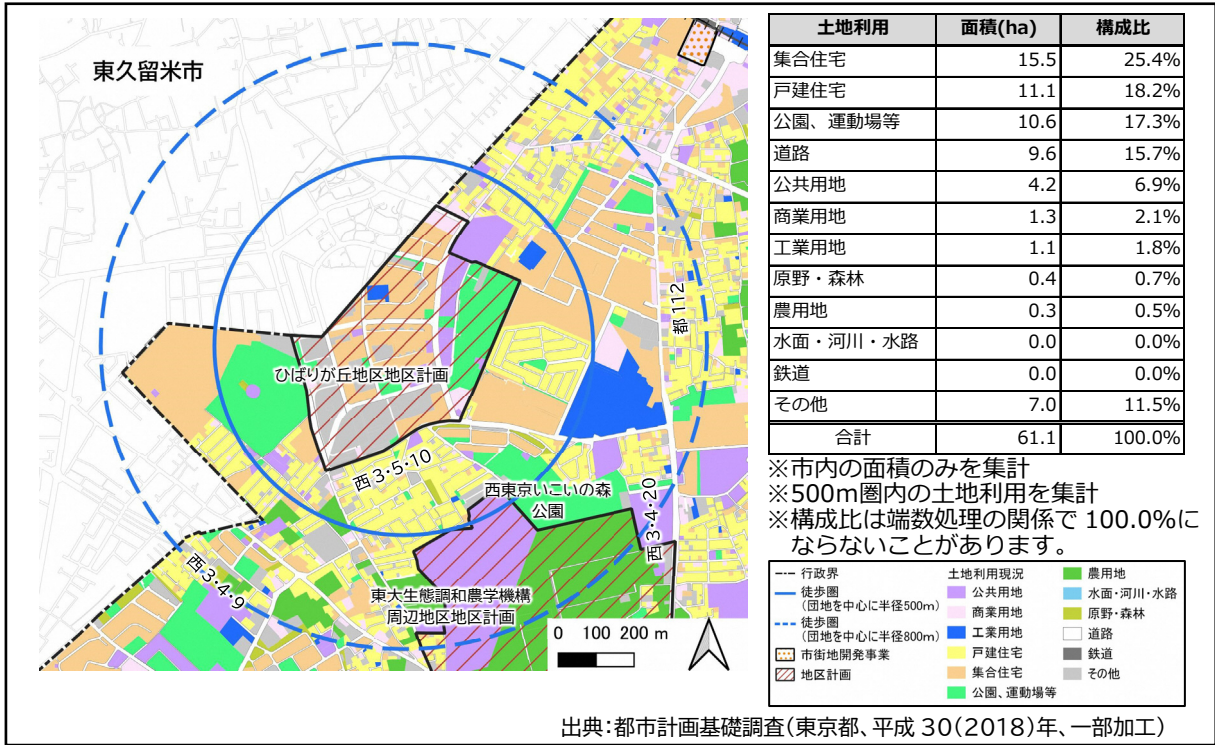 東久留米市
都112
ひばりが丘地区地区計画
西3・5・10
西東京いこいの森
公園
西3・4・20
西3・4・9
東大生態調和農学機構
周辺地区地区計画
0 100 200 m
土地利用 面積(ha) 構成比
集合住宅 15.5 25.4%
戸建住宅 11.1 18.2%
公園、運動場等 10.6 17.3%
道路 9.6 15.7%
公共用地 4.2 6.9%
商業用地 1.3 2.1%
工業用地 1.1 1.8%
原野・森林 0.4 0.7%
農用地 0.3 0.5%
水面・河川・水路 0.0 0.0%
鉄道 0.0 0.0%
その他 7.0 11.5%
合計 61.1 100.0%
※市内の面積のみを集計
※500m圏内の土地利用を集計
※構成比は端数処理の関係で 100.0%に
ならないことがあります。
行政界
徒歩圏
(団地を中心に半径500m)
徒歩圏
(団地を中心に半径800m)
市街地開発事業
地区計画
土地利用現況
公共用地
商業用地
工業用地
戸建住宅
集合住宅
公園、運動場等
農用地
水面・河川・水路
原野・森林
道路
鉄道
その他
出典:都市計画基礎調査(東京都、平成 30(2018)年、一部加工)